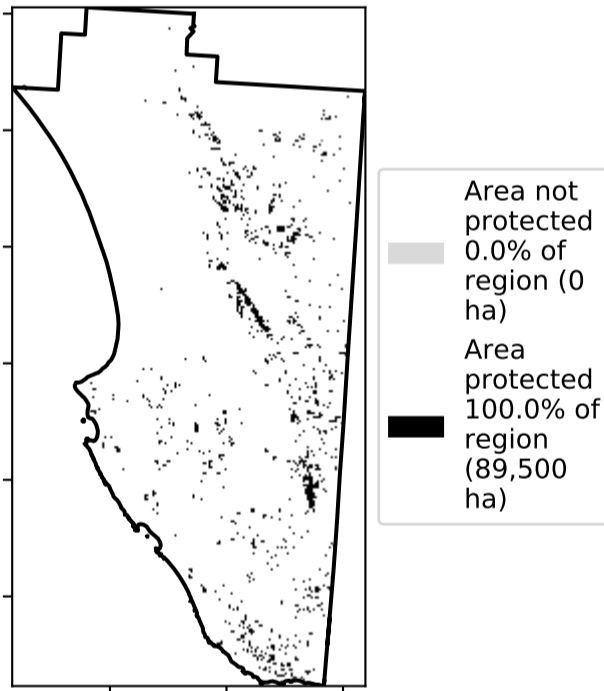 Area not
protected
0.0% of
region (0
ha)
Area
protected
100.0% of
region
(89,500
ha)